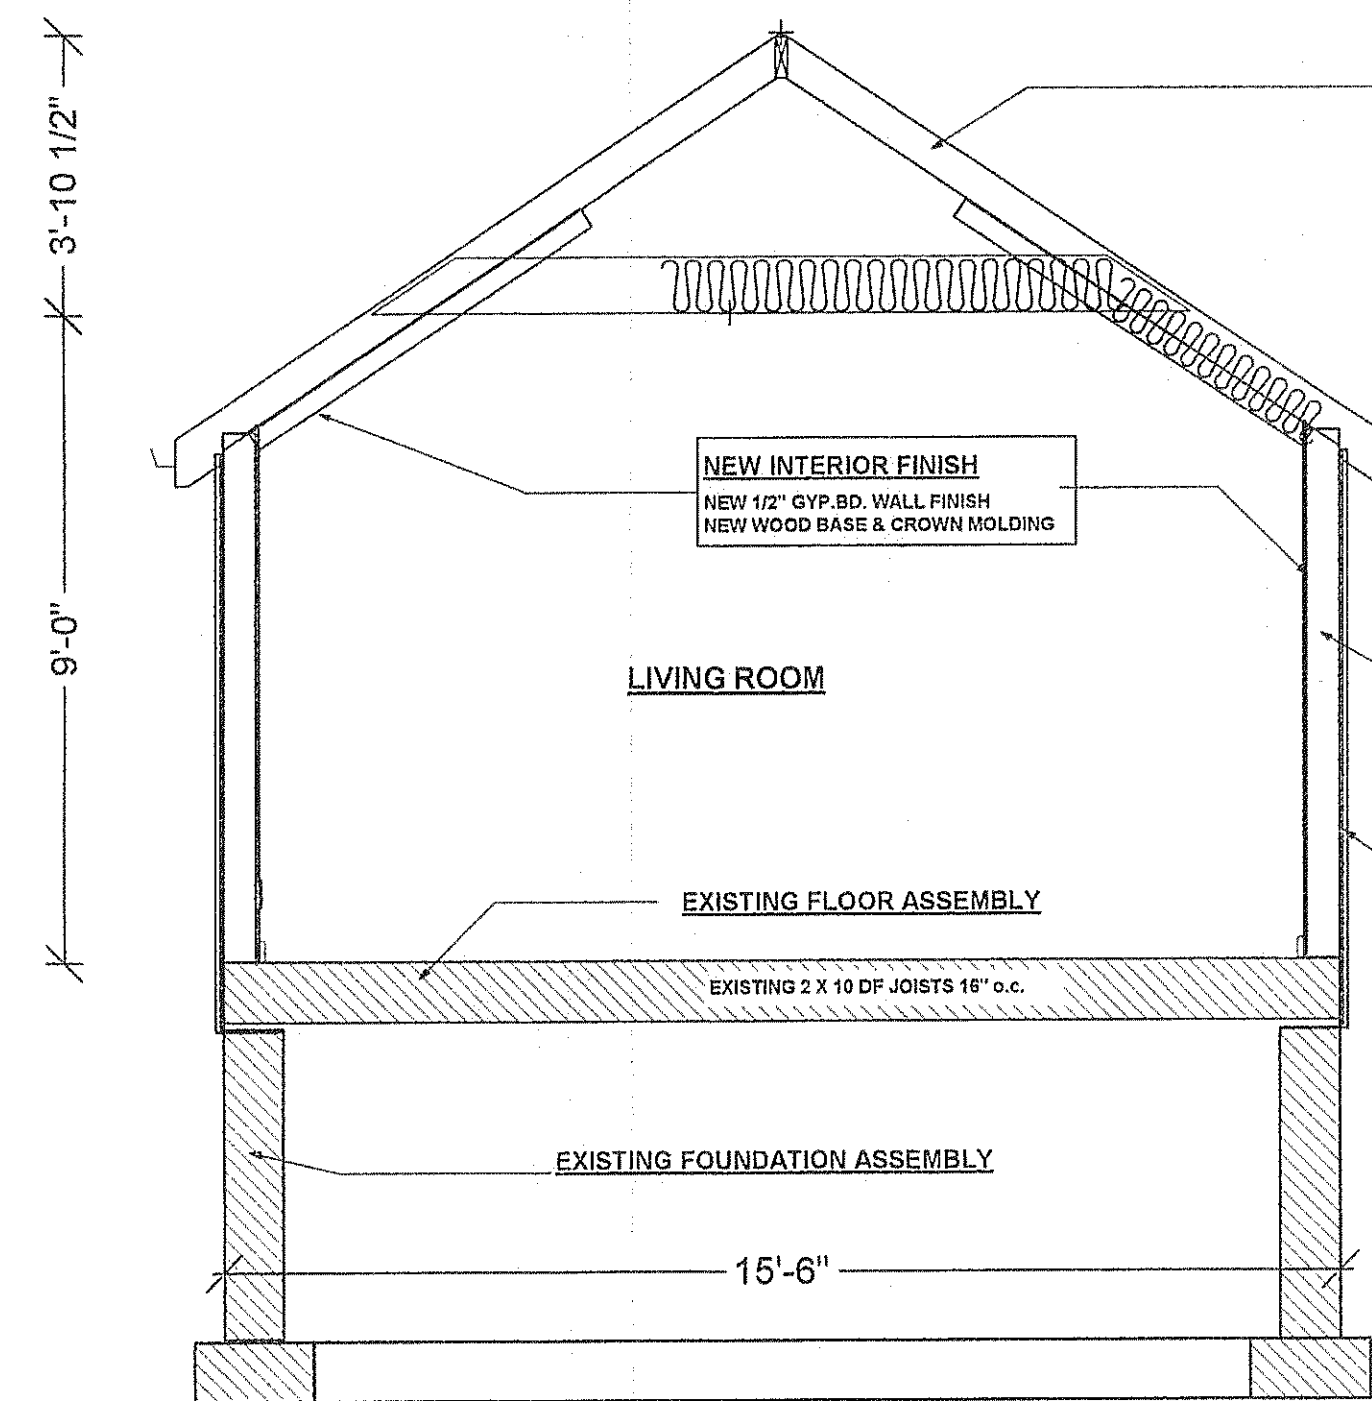 3'-10 1/2"
NEW INTERIOR FINISH
NEW 1/2" GYP.BD. WALL FINISH
NEW WOOD BASE & CROWN MOLDING
9'-0"
LIVING ROOM
EXISTING FLOOR ASSEMBLY
EXISTING 2 X 10 DF JOISTS 16" o.c.
EXISTING FOUNDATION ASSEMBLY
15'-6"